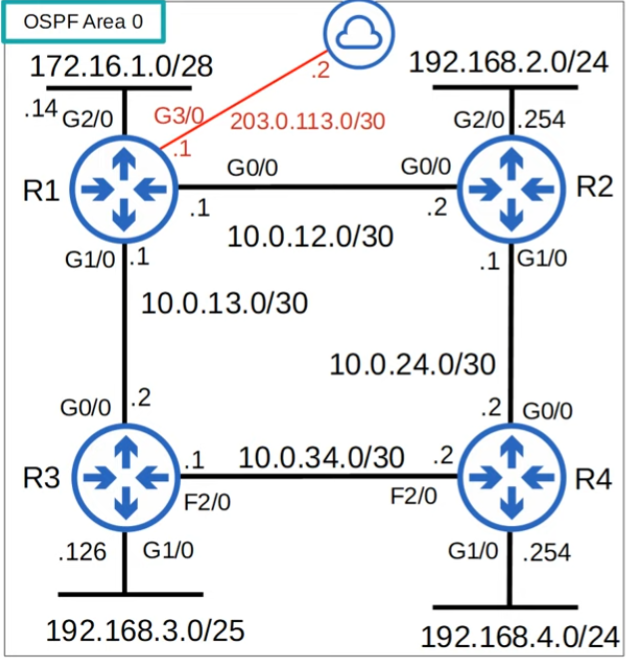 OSPF Area 0
172.16.1.0/28
192.168.2.0/24
.2
.14
G2/0
G3/0
203.0.113.0/30
G2/0
.254
.1
R1
G0/0
G0/0
R2
.1
.2
10.0.12.0/30
G1/0
.1
.1
G1/0
10.0.13.0/30
10.0.24.0/30
G0/0
.2
.2
G0/0
R3
.1
10.0.34.0/30
.2
R4
F2/0
F2/0
.126
G1/0
G1/0
.254
192.168.3.0/25
192.168.4.0/24